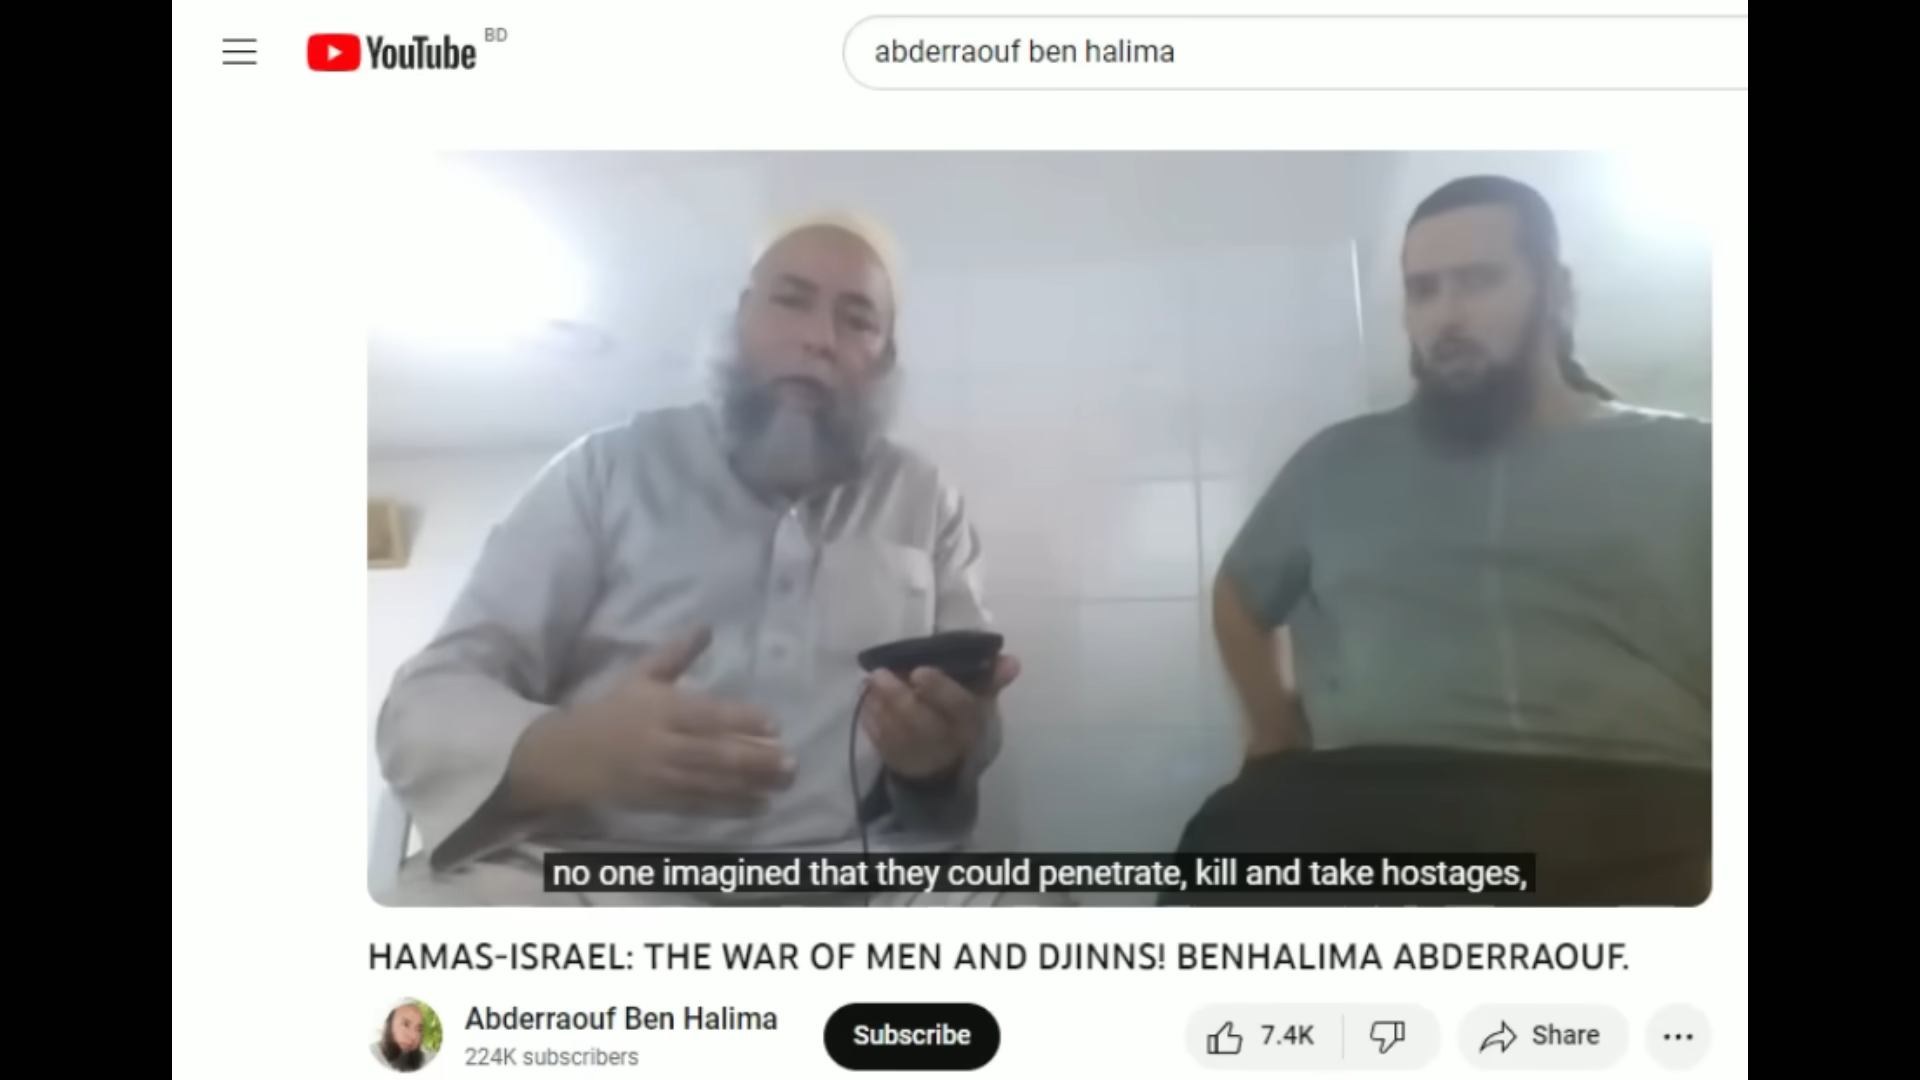 YouTube BD
abderraouf ben halima
no one imagined that they could penetrate, kill and take hostages,
HAMAS-ISRAEL: THE WAR OF MEN AND DJINNS! BENHALIMA ABDERRAOUF.
Abderraouf Ben Halima
224K subscribers
Subscribe
7.4K
Share